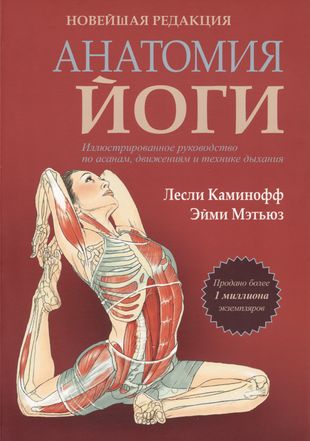 НОВЕЙШАЯ РЕДАКЦИЯ
АНАТОМИЯ
ЙОГИ
Иллюстрированное руководство
по асанам, движениям и технике дыхания
Лесли Каминофф
Эйми Мэтьюз
Продано более
1 миллиона
экземпляров